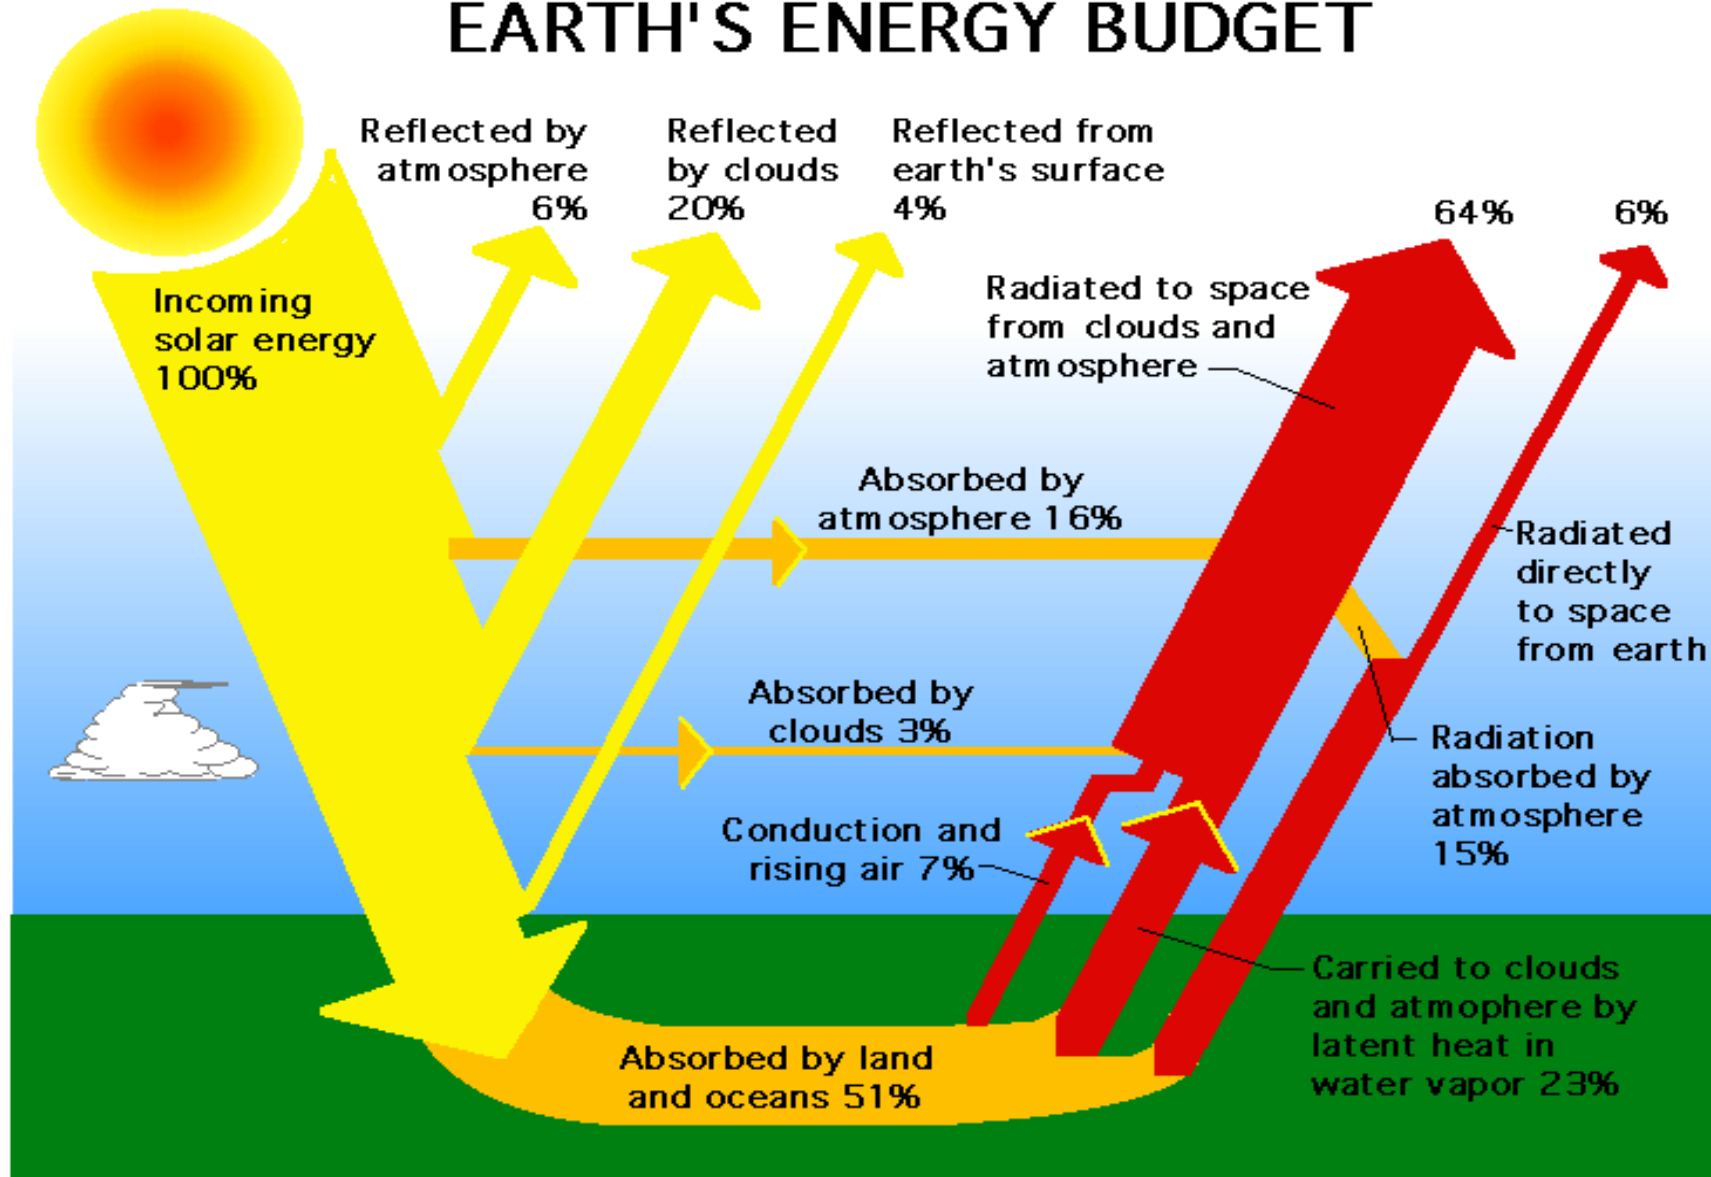 EARTH'S ENERGY BUDGET
Reflected by
atmosphere
6%
Reflected
by clouds
20%
Reflected from
earth's surface
4%
64%
6%
Incoming
solar energy
100%
Radiated to space
from clouds and
atmosphere
Absorbed by
atmosphere 16%
Radiated
directly
to space
from earth
Absorbed by
clouds 3%
Radiation
absorbed by
atmosphere
15%
Conduction and
rising air 7%
Carried to clouds
and atmophere by
latent heat in
water vapor 23%
Absorbed by land
and oceans 51%